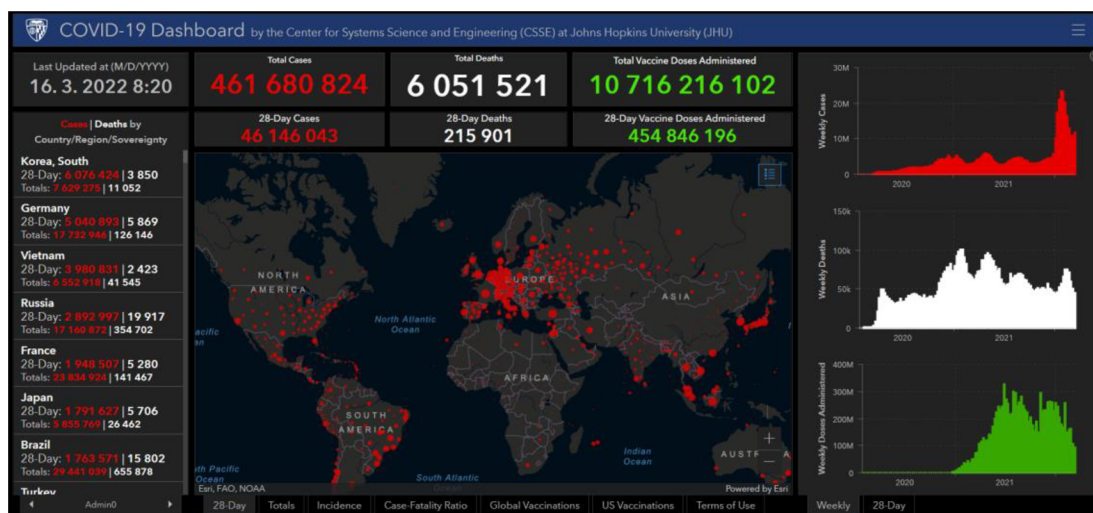 COVID-19 Dashboard by the Center for Systems Science and Engineering (CSSE) at Johns Hopkins University (JHU)
Last Updated at (M/D/YYYY)
16. 3. 2022 8:20
Cases | Deaths by
Country/Region/Sovereignty
Korea, South
28-Day: 6 076 424 | 3 850
Totals: 7 629 275 | 11 052
Germany
28-Day: 5 040 893 | 5 869
Totals: 17 732 946 | 126 146
Vietnam
28-Day: 3 980 831 | 2 423
Totals: 6 552 918 | 41 545
Russia
28-Day: 2 892 997 | 19 917
Totals: 17 160 872 | 354 702
France
28-Day: 1 948 507 | 5 280
Totals: 23 834 924 | 141 467
Japan
28-Day: 1 791 627 | 5 706
Totals: 5 855 769 | 26 462
Brazil
28-Day: 1 763 571 | 15 802
Totals: 29 441 039 | 655 878
Turkey
Admin0
Total Cases
461 680 824
Total Deaths
6 051 521
Total Vaccine Doses Administered
10 716 216 102
28-Day Cases
46 146 043
28-Day Deaths
215 901
28-Day Vaccine Doses Administered
454 846 196
NORTH
AMERICA
EUROPE
ASIA
North Atlantic
Ocean
AFRICA
SOUTH
AMERICA
Indian
Ocean
South Atlantic
Ocean
Esri, FAO, NOAA
Powered by Esri
28-Day
Totals
Incidence
Case-Fatality Ratio
Global Vaccinations
US Vaccinations
Terms of Use
Weekly Cases
30M
20M
10M
0
2020
2021
Weekly Deaths
150k
100k
50k
0
2020
2021
Weekly Doses Administered
400M
300M
200M
100M
0
2020
2021
Weekly
28-Day